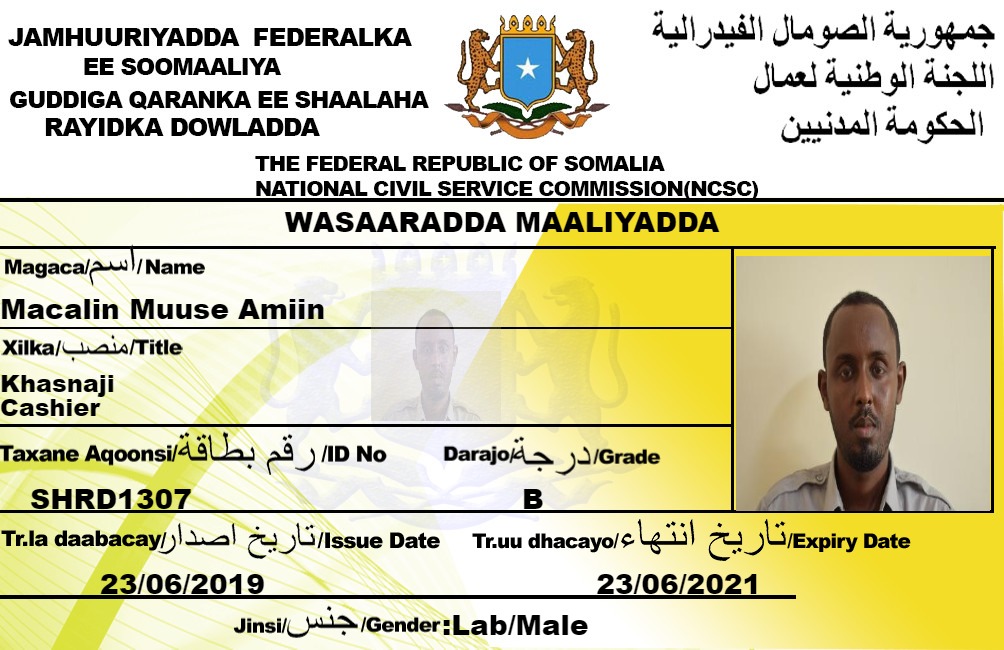 JAMHUURIYADDA FEDERALKA
EE SOOMAALIYA
GUDDIGA QARANKA EE SHAALAHA
RAYIDKA DOWLADDA
جمهورية الصومال الفيدرالية
اللجنة الوطنية لعمال
الحكومة المدنيين
THE FEDERAL REPUBLIC OF SOMALIA
NATIONAL CIVIL SERVICE COMMISSION(NCSC)
WASAARADDA MAALIYADDA
Magaca/اسم/Name
Macalin Muuse Amiin
Xilka/منصب/Title
Khasnaji
Cashier
Taxane Aqoonsi/رقم بطاقة/ID No
SHRD1307
Darajo/درجة/Grade
B
Tr.la daabacay/تاريخ اصدار/Issue Date
23/06/2019
Tr.uu dhacayo/تاريخ انتهاء/Expiry Date
23/06/2021
Jinsi/جنس/Gender:Lab/Male